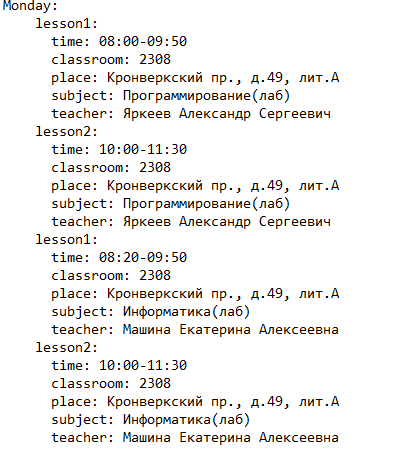 Monday:
lesson1:
time: 08:00-09:50
classroom: 2308
place: Кронверкский пр., д.49, лит.А
subject: Программирование(лаб)
teacher: Яркеев Александр Сергеевич
lesson2:
time: 10:00-11:30
classroom: 2308
place: Кронверкский пр., д.49, лит.А
subject: Программирование(лаб)
teacher: Яркеев Александр Сергеевич
lesson1:
time: 08:20-09:50
classroom: 2308
place: Кронверкский пр., д.49, лит.А
subject: Информатика(лаб)
teacher: Машина Екатерина Алексеевна
lesson2:
time: 10:00-11:30
classroom: 2308
place: Кронверкский пр., д.49, лит.А
subject: Информатика(лаб)
teacher: Машина Екатерина Алексеевна